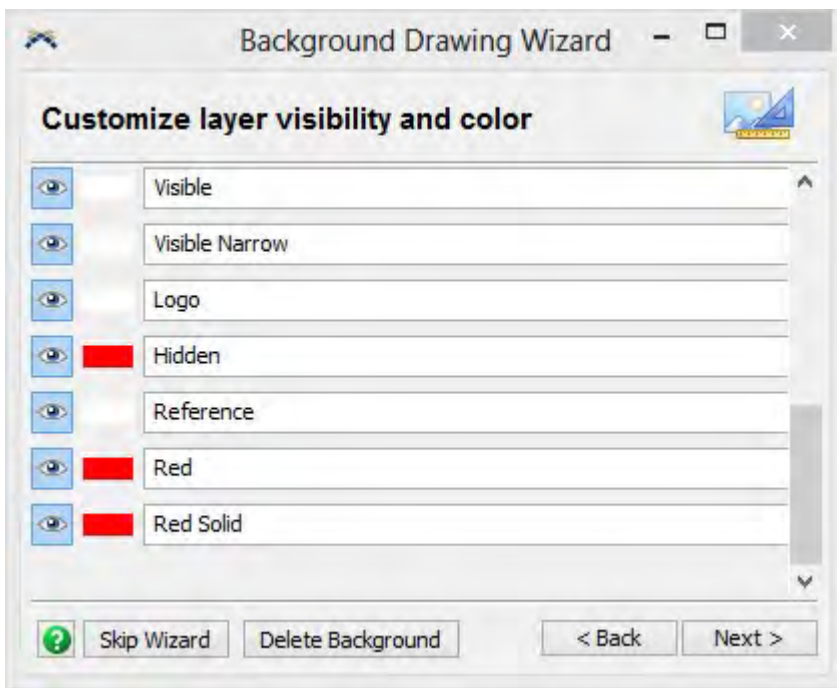 Background Drawing Wizard
Customize layer visibility and color
Visible
Visible Narrow
Logo
Hidden
Reference
Red
Red Solid
? Skip Wizard Delete Background < Back Next >